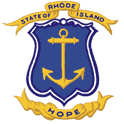 RHODE
STATE OF ISLAND
HOPE